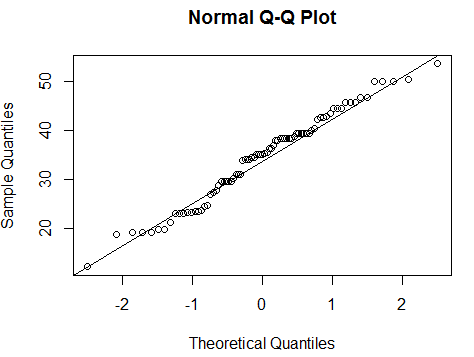 Normal Q-Q Plot
Sample Quantiles
50
40
30
20
-2 -1 0 1 2
Theoretical Quantiles